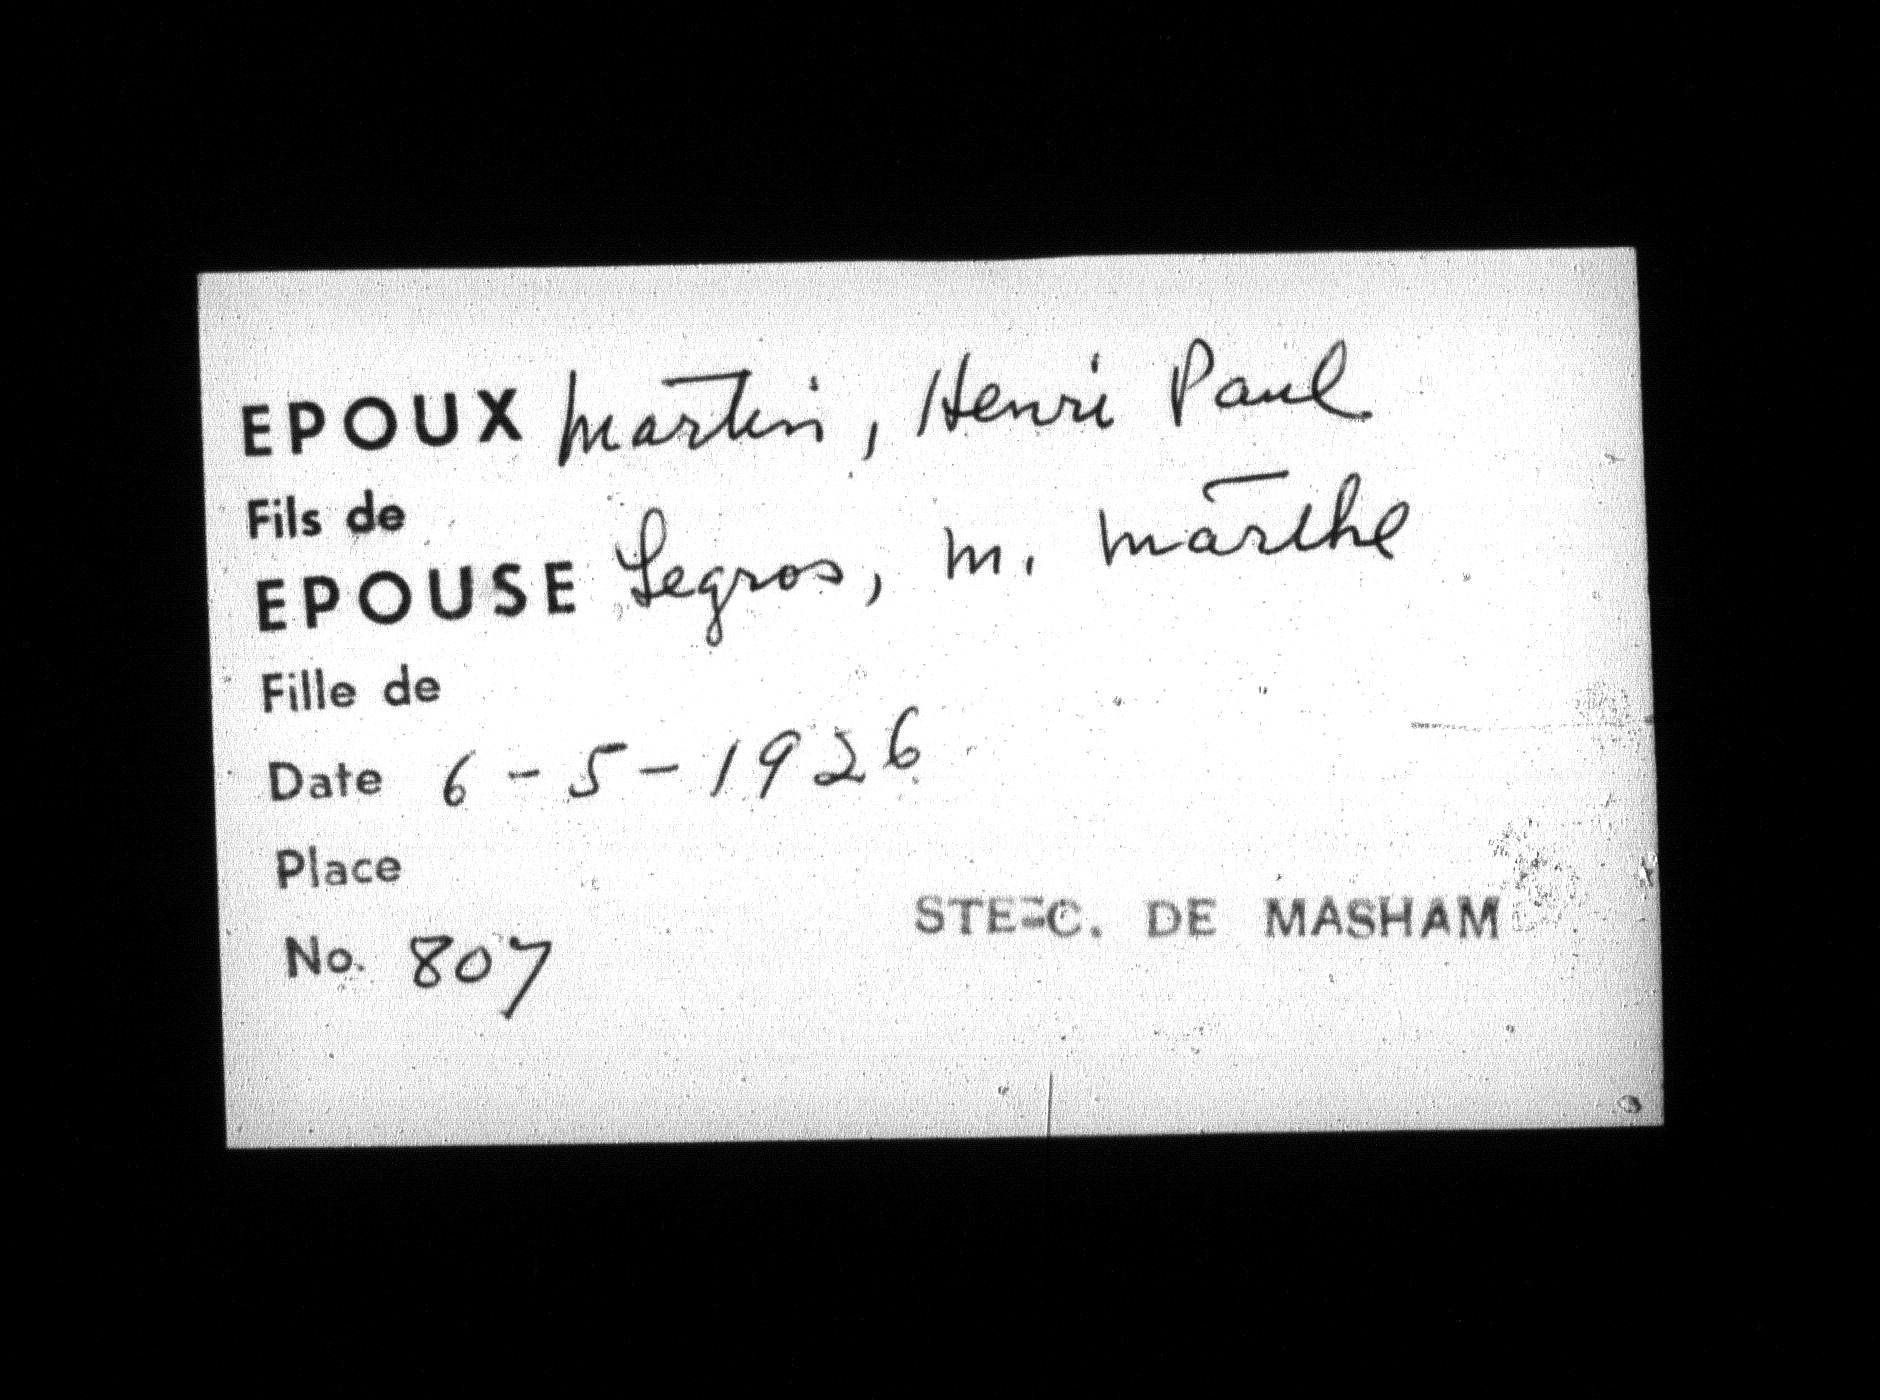 EPOUX Martin, Henri Paul
Fils de
EPOUSE Legros, M. Marthe
Fille de
Date 6-5-1926
Place
STE-C. DE MASHAM
No. 807